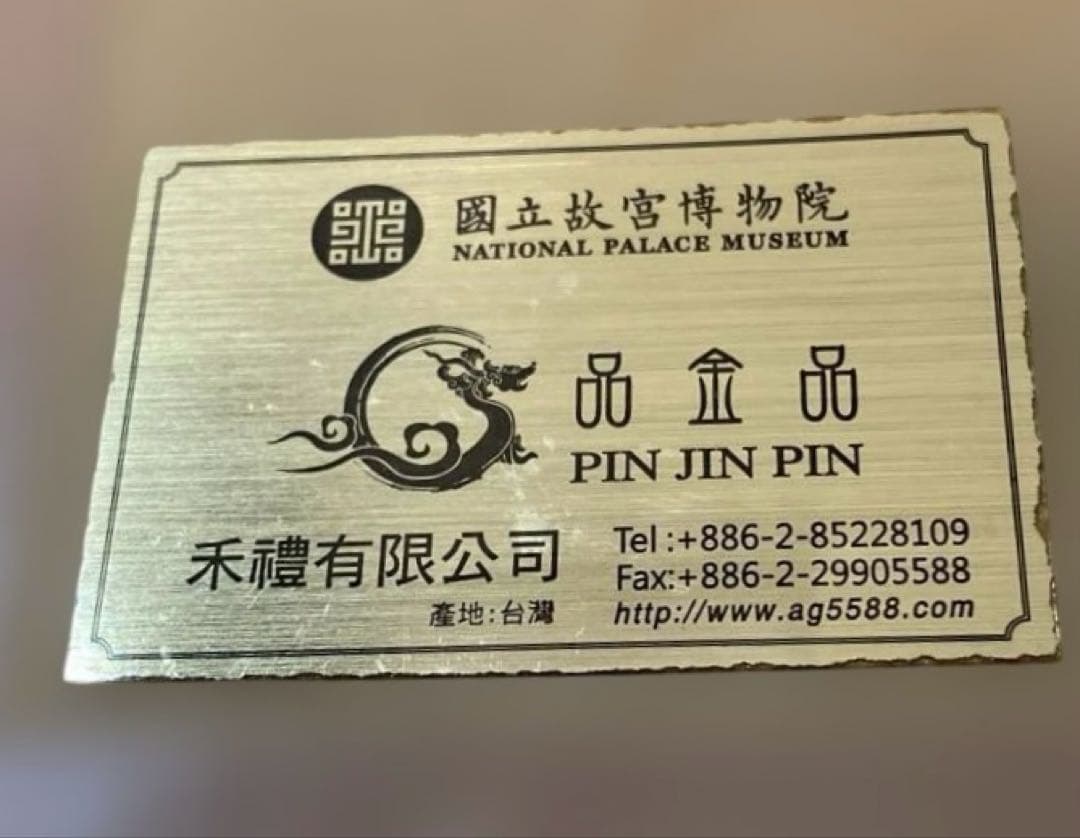 國立故宮博物院
NATIONAL PALACE MUSEUM
品金品
PIN JIN PIN
禾禮有限公司
產地:台灣
Tel :+886-2-85228109
Fax:+886-2-29905588
http://www.ag5588.com